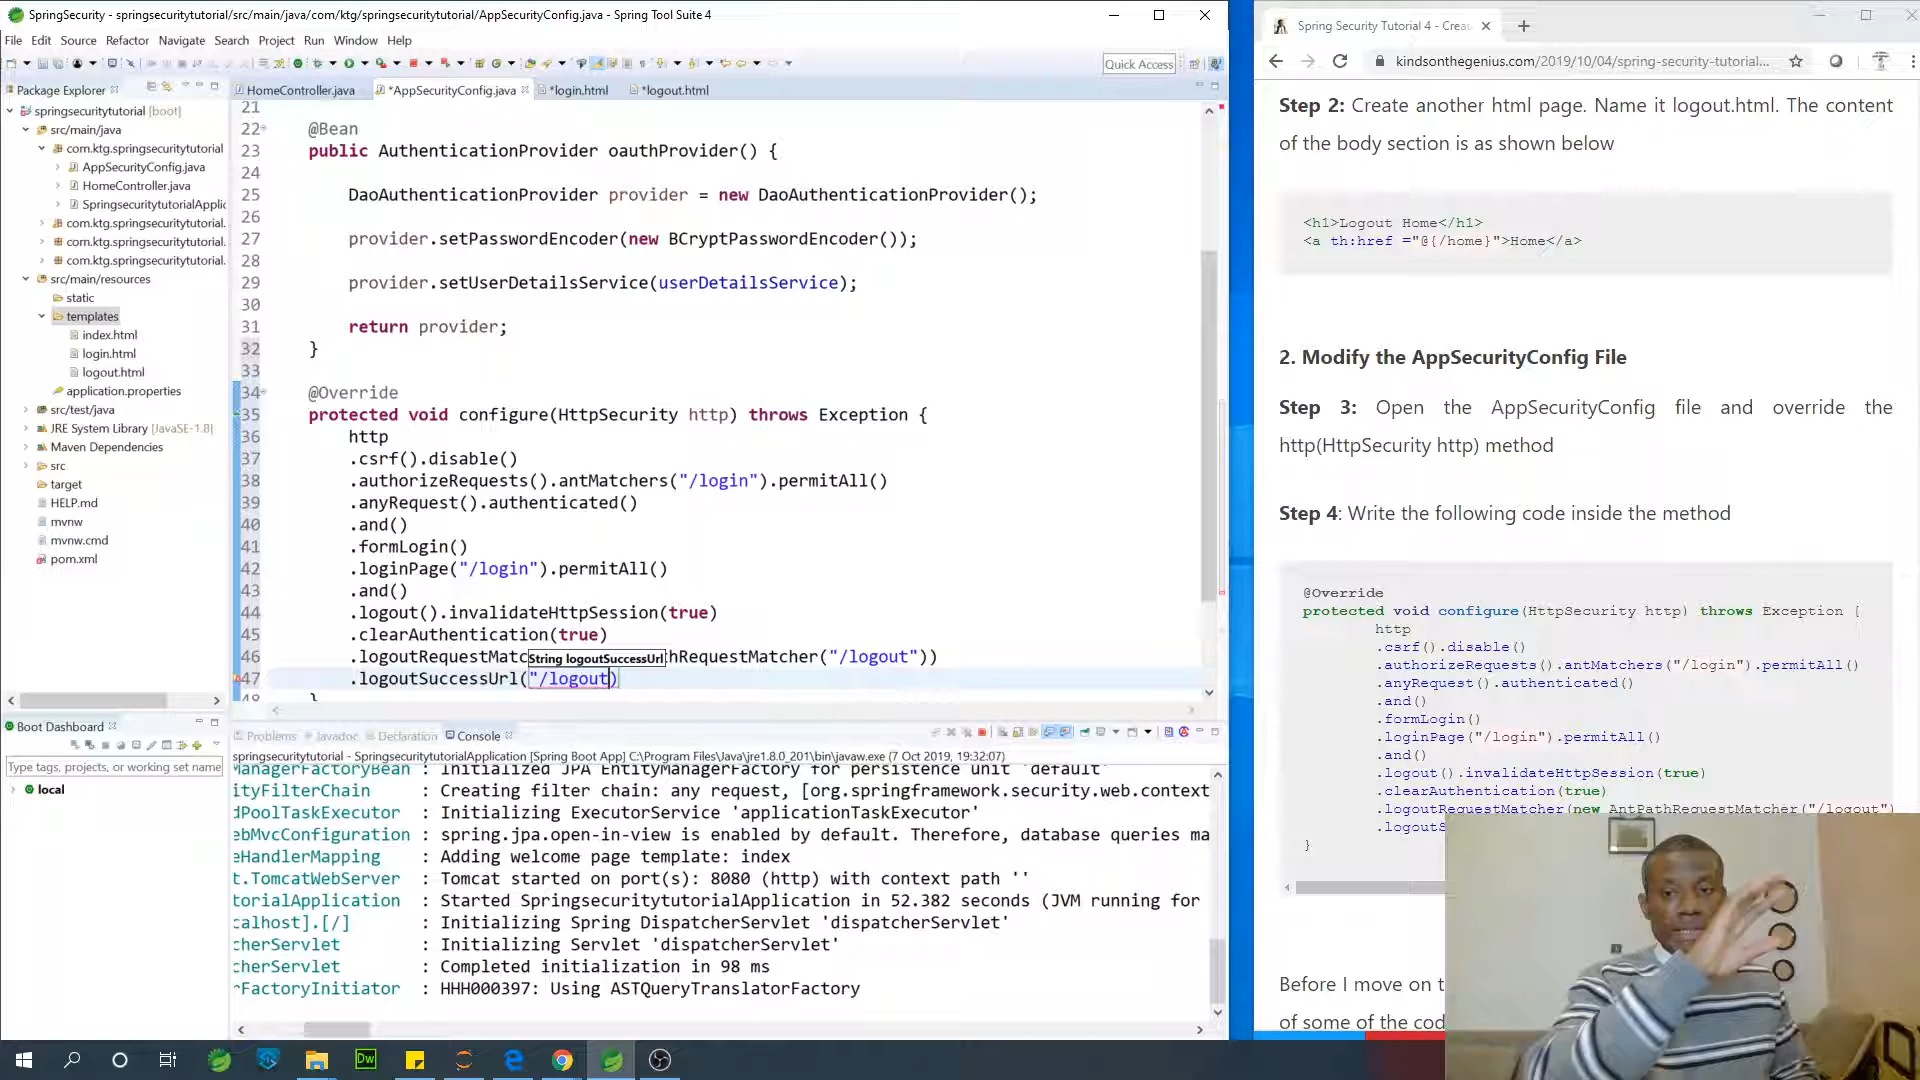 SpringSecurity - springsecuritytutorial/src/main/java/com/ktg/springsecuritytutorial/AppSecurityConfig.java - Spring Tool Suite 4
File Edit Source Refactor Navigate Search Project Run Window Help
Quick Access
Package Explorer
springsecuritytutorial [boot]
src/main/java
com.ktg.springsecuritytutorial
AppSecurityConfig.java
HomeController.java
SpringsecuritytutorialApplic
com.ktg.springsecuritytutorial.
com.ktg.springsecuritytutorial.
com.ktg.springsecuritytutorial.
src/main/resources
static
templates
index.html
login.html
logout.html
application.properties
src/test/java
JRE System Library [JavaSE-1.8]
Maven Dependencies
src
target
HELP.md
mvnw
mvnw.cmd
pom.xml
Boot Dashboard
Type tags, projects, or working set name
local
HomeController.java *AppSecurityConfig.java *login.html *logout.html
21
22 @Bean
23 public AuthenticationProvider oauthProvider() {
24
25 DaoAuthenticationProvider provider = new DaoAuthenticationProvider();
26
27 provider.setPasswordEncoder(new BCryptPasswordEncoder());
28
29 provider.setUserDetailsService(userDetailsService);
30
31 return provider;
32 }
33
34 @Override
35 protected void configure(HttpSecurity http) throws Exception {
36 http
37 .csrf().disable()
38 .authorizeRequests().antMatchers("/login").permitAll()
39 .anyRequest().authenticated()
40 .and()
41 .formLogin()
42 .loginPage("/login").permitAll()
43 .and()
44 .logout().invalidateHttpSession(true)
45 .clearAuthentication(true)
46 .logoutRequestMatc String logoutSuccessUrl hRequestMatcher("/logout"))
47 .logoutSuccessUrl("/logout)
48 }
Problems Javadoc Declaration Console
springsecuritytutorial - SpringsecuritytutorialApplication [Spring Boot App] C:\Program Files\Java\jre1.8.0_201\bin\javaw.exe (7 Oct 2019, 19:32:07)
ManagerFactoryBean : Initialized JPA EntityManagerFactory for persistence unit 'default'
ityFilterChain : Creating filter chain: any request, [org.springframework.security.web.context
dPoolTaskExecutor : Initializing ExecutorService 'applicationTaskExecutor'
ebMvcConfiguration : spring.jpa.open-in-view is enabled by default. Therefore, database queries ma
eHandlerMapping : Adding welcome page template: index
t.TomcatWebServer : Tomcat started on port(s): 8080 (http) with context path ''
torialApplication : Started SpringsecuritytutorialApplication in 52.382 seconds (JVM running for
calhost].[/] : Initializing Spring DispatcherServlet 'dispatcherServlet'
cherServlet : Initializing Servlet 'dispatcherServlet'
cherServlet : Completed initialization in 98 ms
rFactoryInitiator : HHH000397: Using ASTQueryTranslatorFactory
Spring Security Tutorial 4 - Creat
kindsonthegenius.com/2019/10/04/spring-security-tutorial...
Step 2: Create another html page. Name it logout.html. The content
of the body section is as shown below
<h1>Logout Home</h1>
<a th:href ="@{/home}">Home</a>
2. Modify the AppSecurityConfig File
Step 3: Open the AppSecurityConfig file and override the
http(HttpSecurity http) method
Step 4: Write the following code inside the method
@Override
protected void configure(HttpSecurity http) throws Exception {
http
.csrf().disable()
.authorizeRequests().antMatchers("/login").permitAll()
.anyRequest().authenticated()
.and()
.formLogin()
.loginPage("/login").permitAll()
.and()
.logout().invalidateHttpSession(true)
.clearAuthentication(true)
.logoutRequestMatcher(new AntPathRequestMatcher("/logout")
.logoutS
}
Before I move on t
of some of the cod
Dw